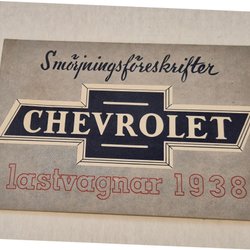 Smörjningsföreskrifter
CHEVROLET
lastvagnar 1938